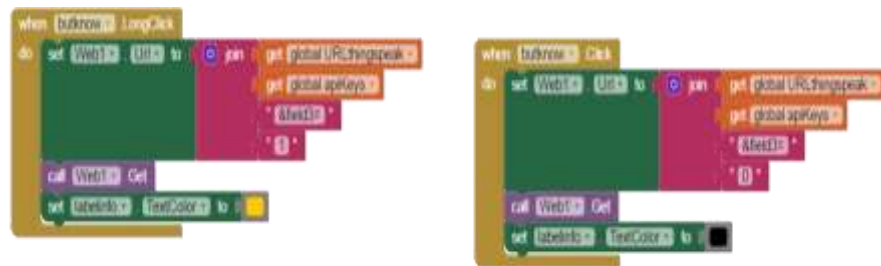 when butknow .LongClick
do set Web1 . Url to join get global URLthingspeak
get global apiKeys
" &field3= "
" 1 "
call Web1 .Get
set labelinfo . TextColor to
when butknow .Click
do set Web1 . Url to join get global URLthingspeak
get global apiKeys
" &field3= "
" 0 "
call Web1 .Get
set labelinfo . TextColor to